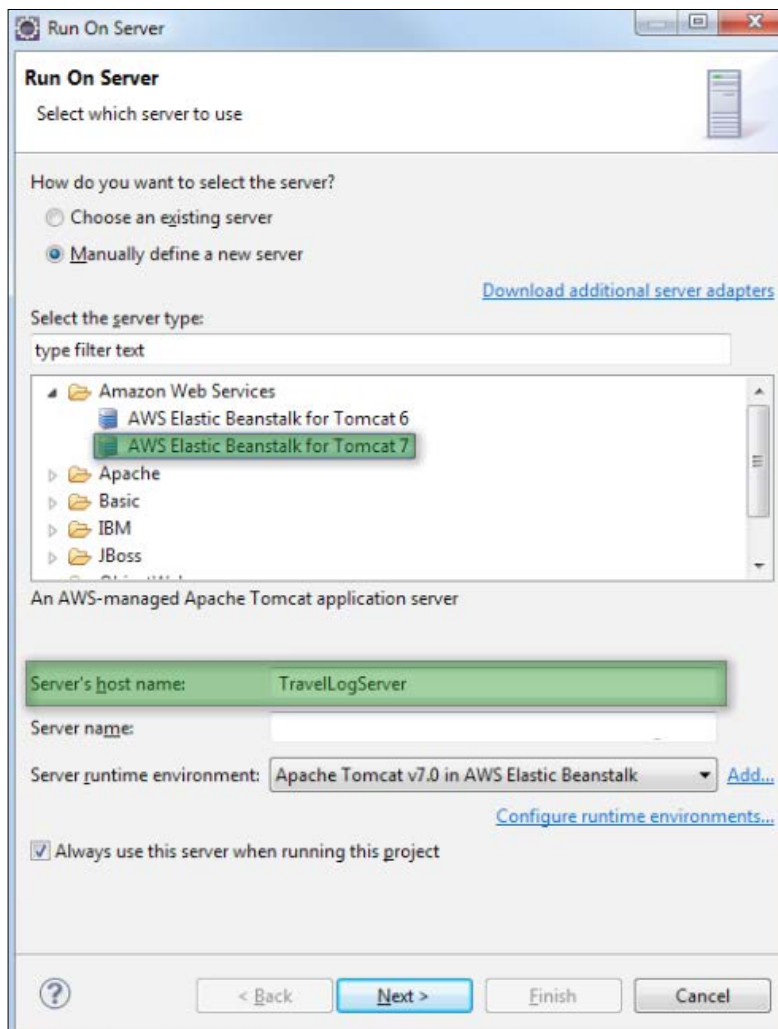 Run On Server
Run On Server
Select which server to use
How do you want to select the server?
Choose an existing server
Manually define a new server
Download additional server adapters
Select the server type:
type filter text
Amazon Web Services
AWS Elastic Beanstalk for Tomcat 6
AWS Elastic Beanstalk for Tomcat 7
Apache
Basic
IBM
JBoss
An AWS-managed Apache Tomcat application server
Server's host name: TravelLogServer
Server name:
Server runtime environment: Apache Tomcat v7.0 in AWS Elastic Beanstalk Add...
Configure runtime environments...
Always use this server when running this project
? < Back Next > Finish Cancel